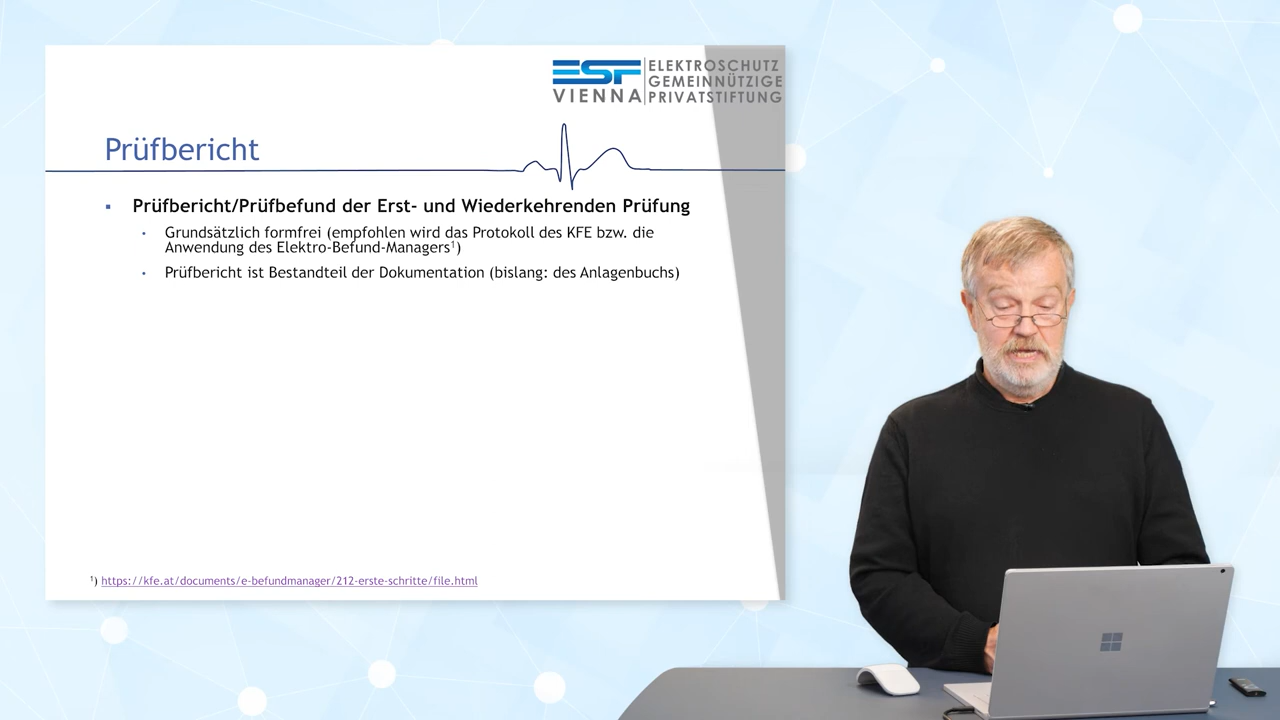 ESF
VIENNA
ELEKTROSCHUTZ
GEMEINNÜTZIGE
PRIVATSTIFTUNG
Prüfbericht
▪ Prüfbericht/Prüfbefund der Erst- und Wiederkehrenden Prüfung
• Grundsätzlich formfrei (empfohlen wird das Protokoll des KFE bzw. die
Anwendung des Elektro-Befund-Managers¹)
• Prüfbericht ist Bestandteil der Dokumentation (bislang: des Anlagenbuchs)
¹) https://kfe.at/documents/e-befundmanager/212-erste-schritte/file.html